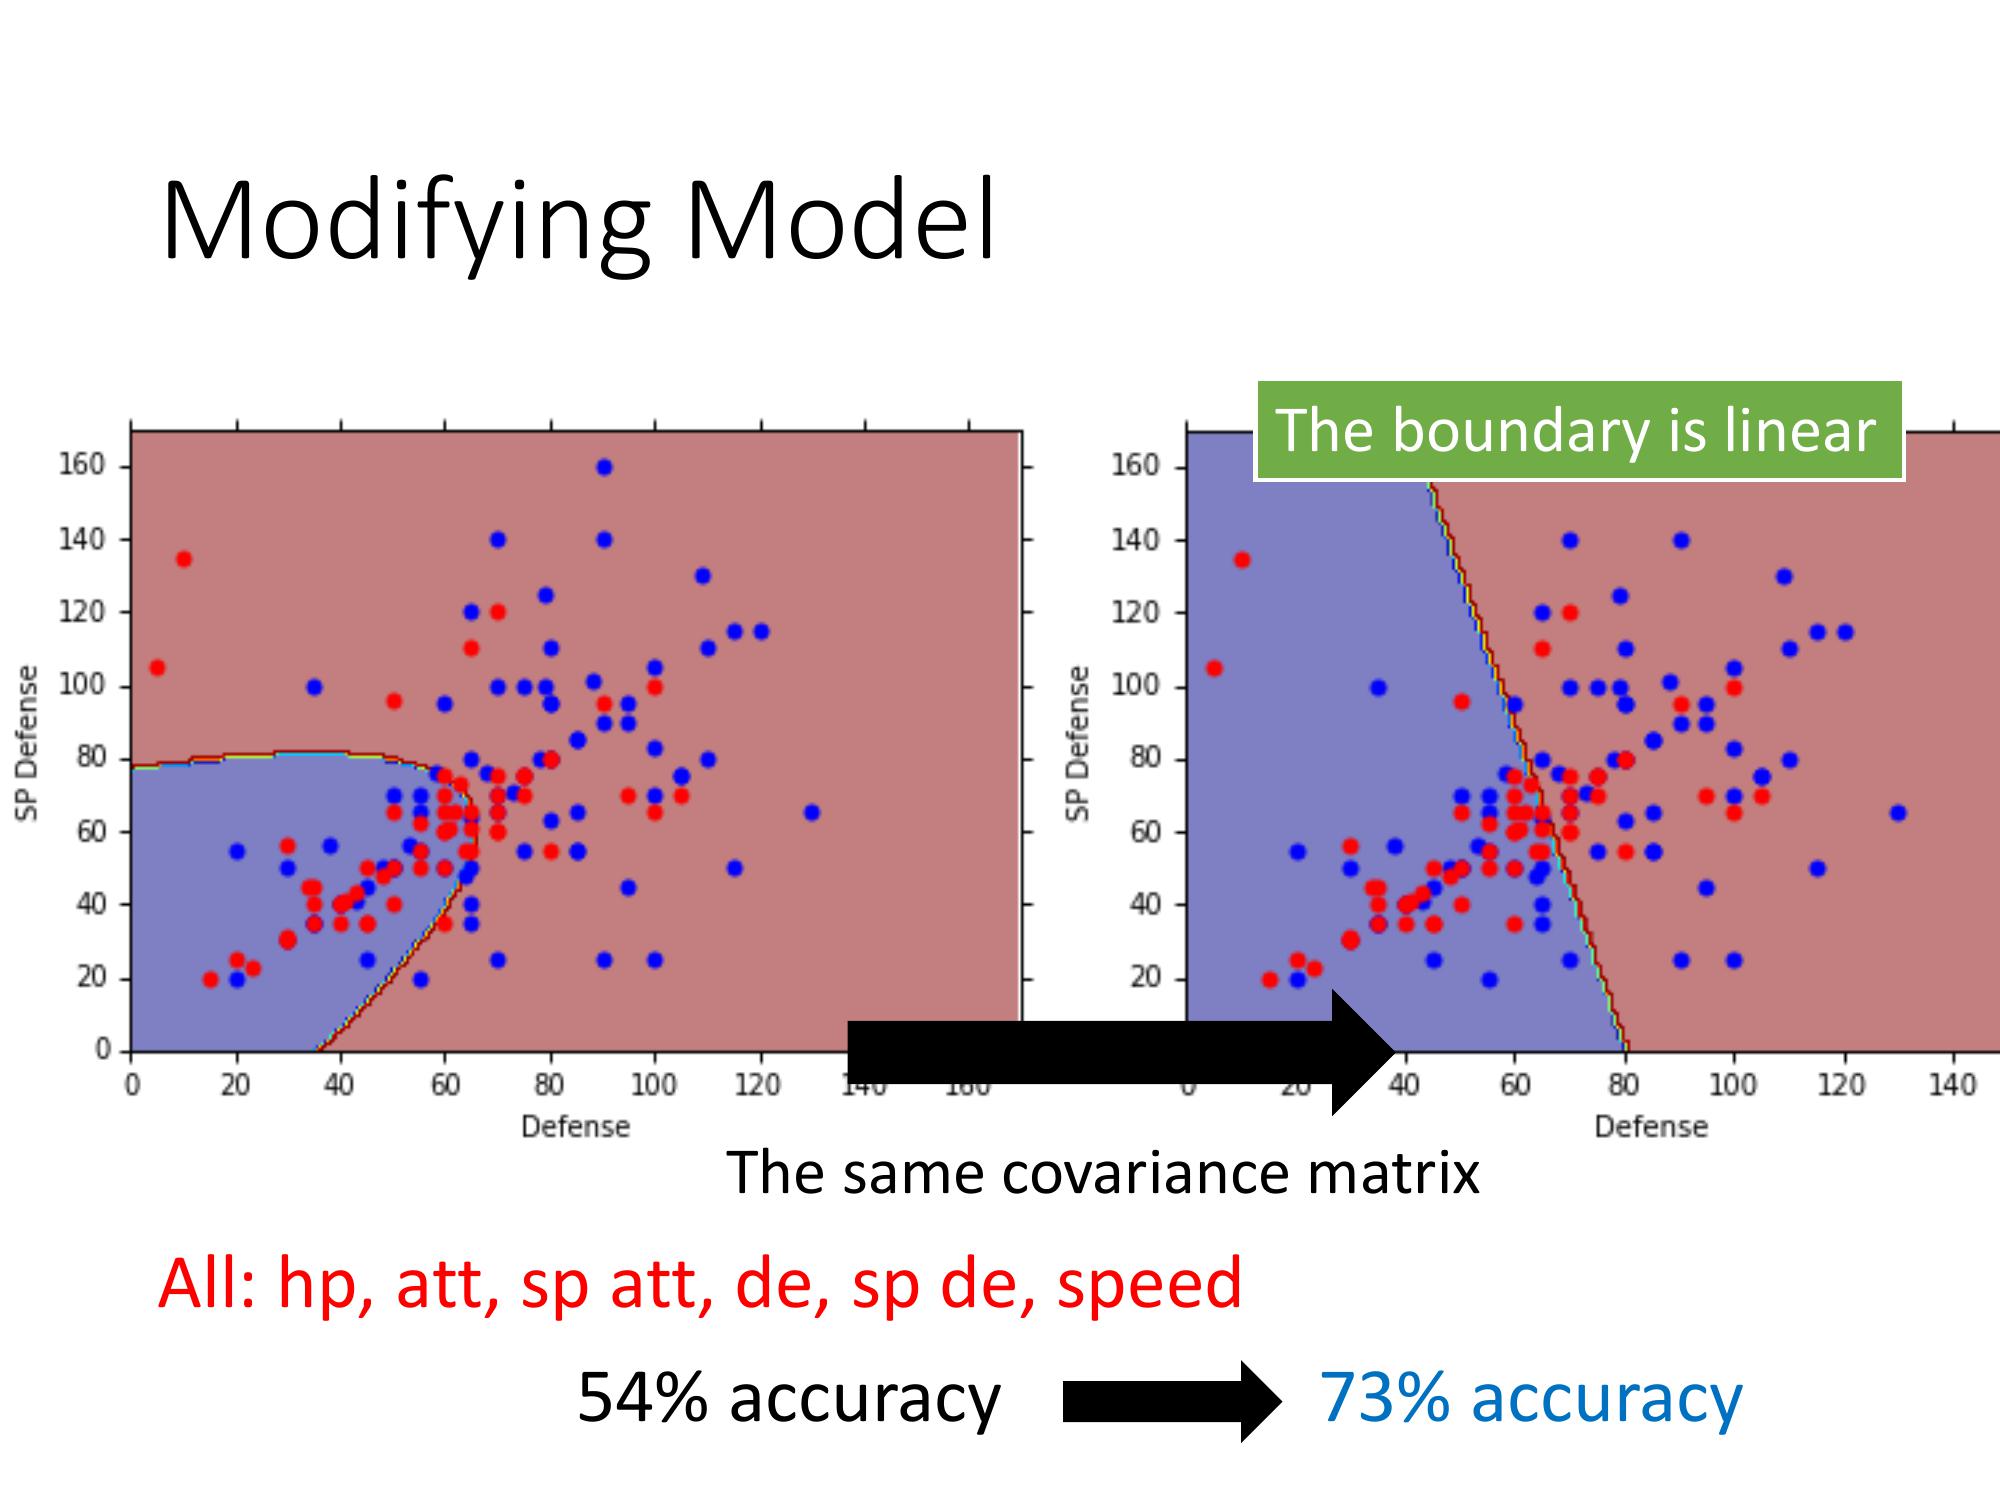 Modifying Model
The boundary is linear
160
140
120
100
80
60
40
20
0
SP Defense
0 20 40 60 80 100 120 140 160
Defense
160
140
120
100
80
60
40
20
SP Defense
0 20 40 60 80 100 120 140
Defense
The same covariance matrix
All: hp, att, sp att, de, sp de, speed
54% accuracy
73% accuracy